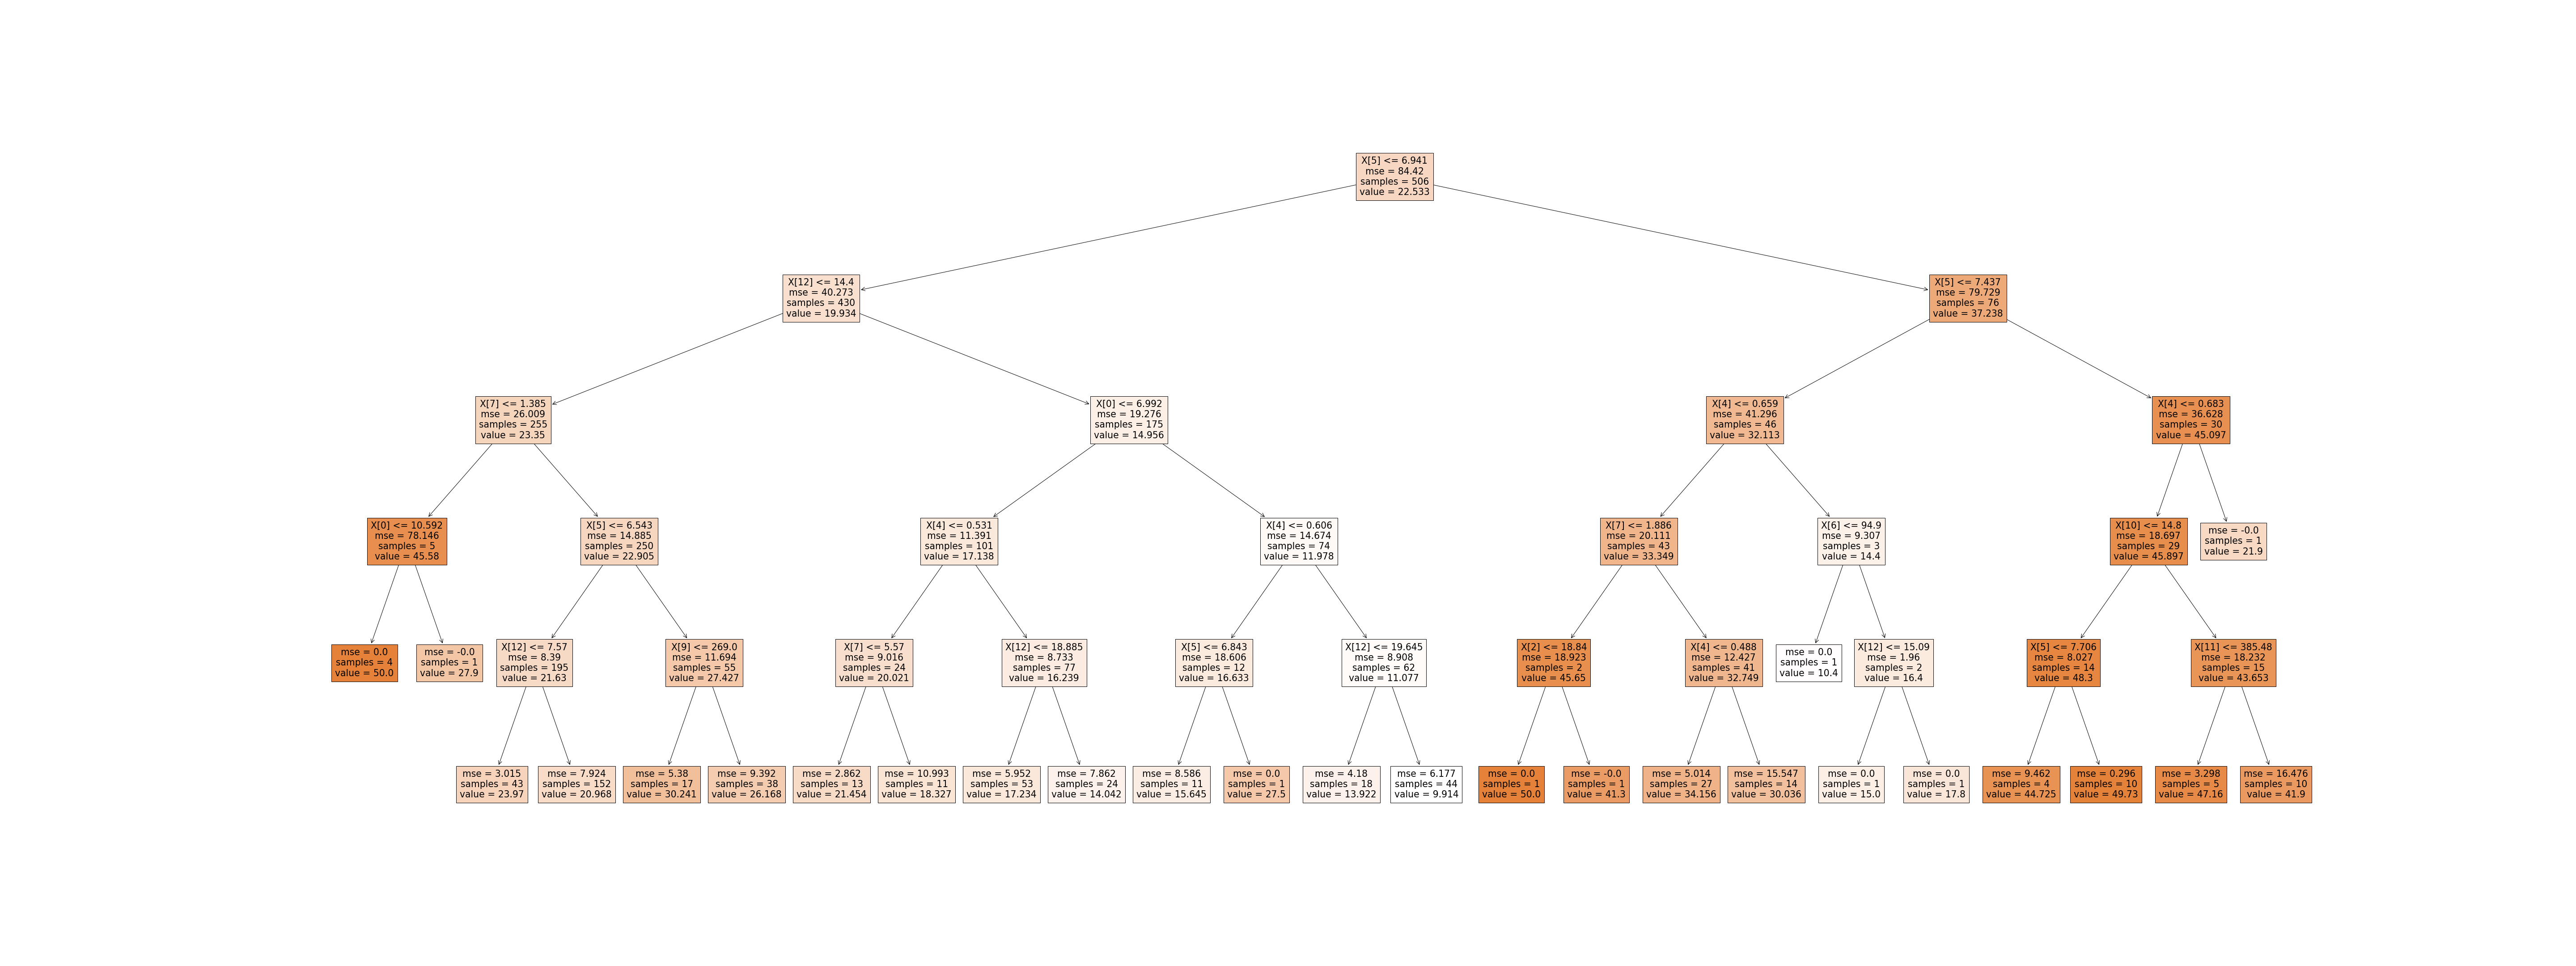 X[5] <= 6.941
mse = 84.42
samples = 506
value = 22.533
X[12] <= 14.4
mse = 40.273
samples = 430
value = 19.934
X[5] <= 7.437
mse = 79.729
samples = 76
value = 37.238
X[7] <= 1.385
mse = 26.009
samples = 255
value = 23.35
X[0] <= 6.992
mse = 19.276
samples = 175
value = 14.956
X[4] <= 0.659
mse = 41.296
samples = 46
value = 32.113
X[4] <= 0.683
mse = 36.628
samples = 30
value = 45.097
X[0] <= 10.592
mse = 78.146
samples = 5
value = 45.58
X[5] <= 6.543
mse = 14.885
samples = 250
value = 22.905
X[4] <= 0.531
mse = 11.391
samples = 101
value = 17.138
X[4] <= 0.606
mse = 14.674
samples = 74
value = 11.978
X[7] <= 1.886
mse = 20.111
samples = 43
value = 33.349
X[6] <= 94.9
mse = 9.307
samples = 3
value = 14.4
X[10] <= 14.8
mse = 18.697
samples = 29
value = 45.897
mse = -0.0
samples = 1
value = 21.9
mse = 0.0
samples = 4
value = 50.0
mse = -0.0
samples = 1
value = 27.9
X[12] <= 7.57
mse = 8.39
samples = 195
value = 21.63
X[9] <= 269.0
mse = 11.694
samples = 55
value = 27.427
X[7] <= 5.57
mse = 9.016
samples = 24
value = 20.021
X[12] <= 18.885
mse = 8.733
samples = 77
value = 16.239
X[5] <= 6.843
mse = 18.606
samples = 12
value = 16.633
X[12] <= 19.645
mse = 8.908
samples = 62
value = 11.077
X[2] <= 18.84
mse = 18.923
samples = 2
value = 45.65
X[4] <= 0.488
mse = 12.427
samples = 41
value = 32.749
mse = 0.0
samples = 1
value = 10.4
X[12] <= 15.09
mse = 1.96
samples = 2
value = 16.4
X[5] <= 7.706
mse = 8.027
samples = 14
value = 48.3
X[11] <= 385.48
mse = 18.232
samples = 15
value = 43.653
mse = 3.015
samples = 43
value = 23.97
mse = 7.924
samples = 152
value = 20.968
mse = 5.38
samples = 17
value = 30.241
mse = 9.392
samples = 38
value = 26.168
mse = 2.862
samples = 13
value = 21.454
mse = 10.993
samples = 11
value = 18.327
mse = 5.952
samples = 53
value = 17.234
mse = 7.862
samples = 24
value = 14.042
mse = 8.586
samples = 11
value = 15.645
mse = 0.0
samples = 1
value = 27.5
mse = 4.18
samples = 18
value = 13.922
mse = 6.177
samples = 44
value = 9.914
mse = 0.0
samples = 1
value = 50.0
mse = -0.0
samples = 1
value = 41.3
mse = 5.014
samples = 27
value = 34.156
mse = 15.547
samples = 14
value = 30.036
mse = 0.0
samples = 1
value = 15.0
mse = 0.0
samples = 1
value = 17.8
mse = 9.462
samples = 4
value = 44.725
mse = 0.296
samples = 10
value = 49.73
mse = 3.298
samples = 5
value = 47.16
mse = 16.476
samples = 10
value = 41.9